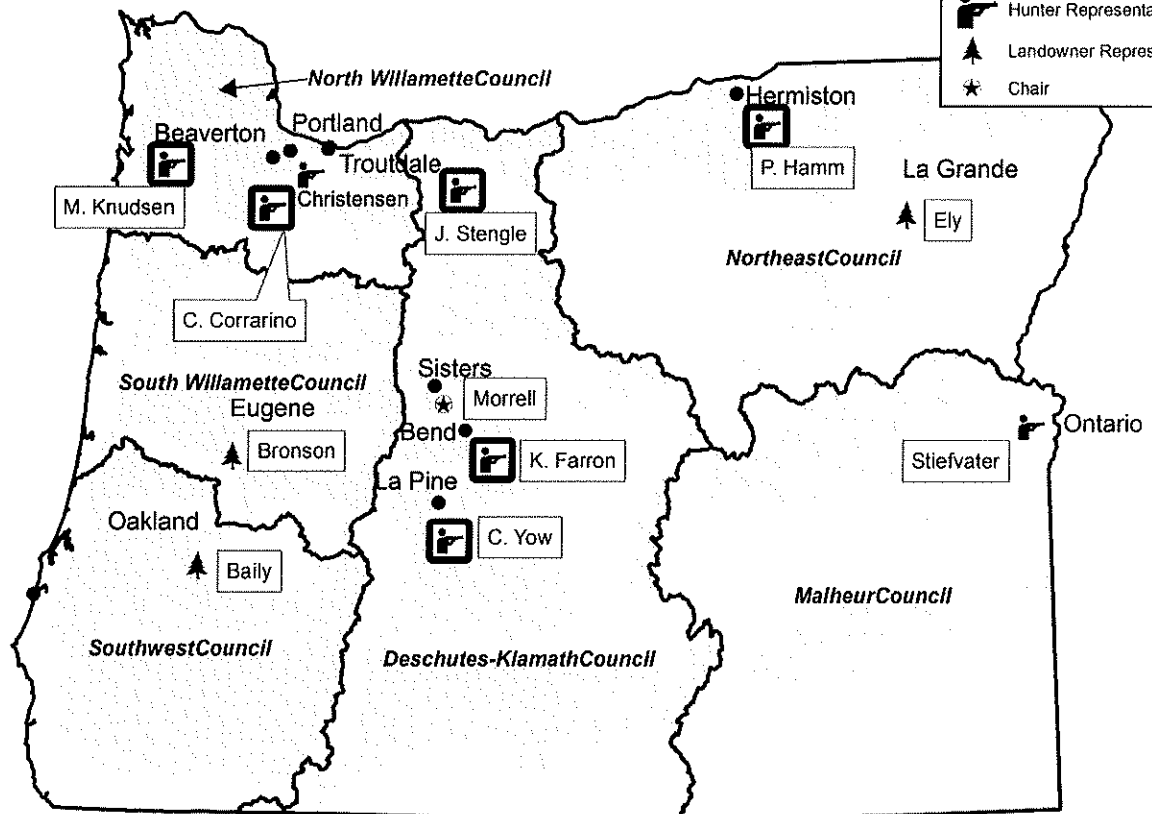 Hunter Representa
Landowner Repres
Chair
North WillametteCouncil
Hermiston
Portland
Beaverton
Troutdale
P. Hamm
La Grande
Christensen
M. Knudsen
Ely
J. Stengle
NortheastCouncil
C. Corrarino
Sisters
South WillametteCouncil
Morrell
Eugene
Ontario
Bend
Bronson
K. Farron
Stiefvater
La Pine
Oakland
C. Yow
Baily
MalheurCouncil
SouthwestCouncil
Deschutes-KlamathCouncil